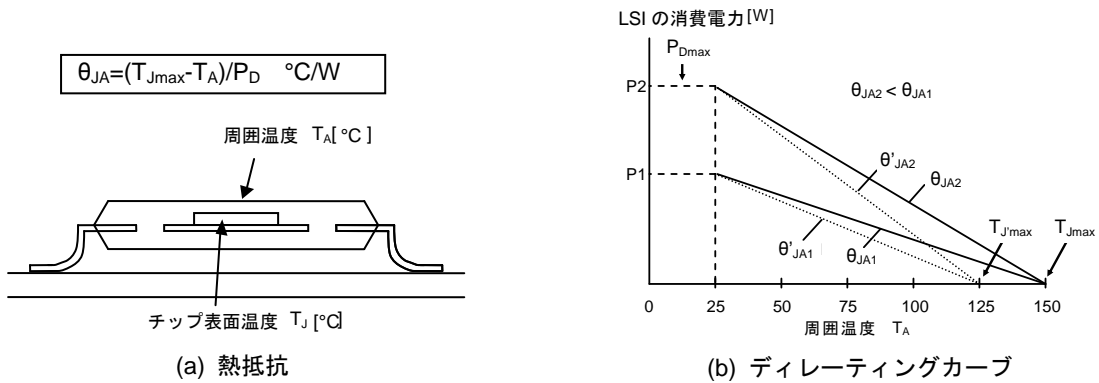 θJA=(TJmax-TA)/PD °C/W
周囲温度 TA[°C]
チップ表面温度 TJ [°C]
(a) 熱抵抗
LSI の消費電力[W]
PDmax
P2
θJA2 < θJA1
θ'JA2
θJA2
P1
TJ'max
TJmax
θ'JA1
θJA1
0 25 50 75 100 125 150
周囲温度 TA
(b) ディレーティングカーブ